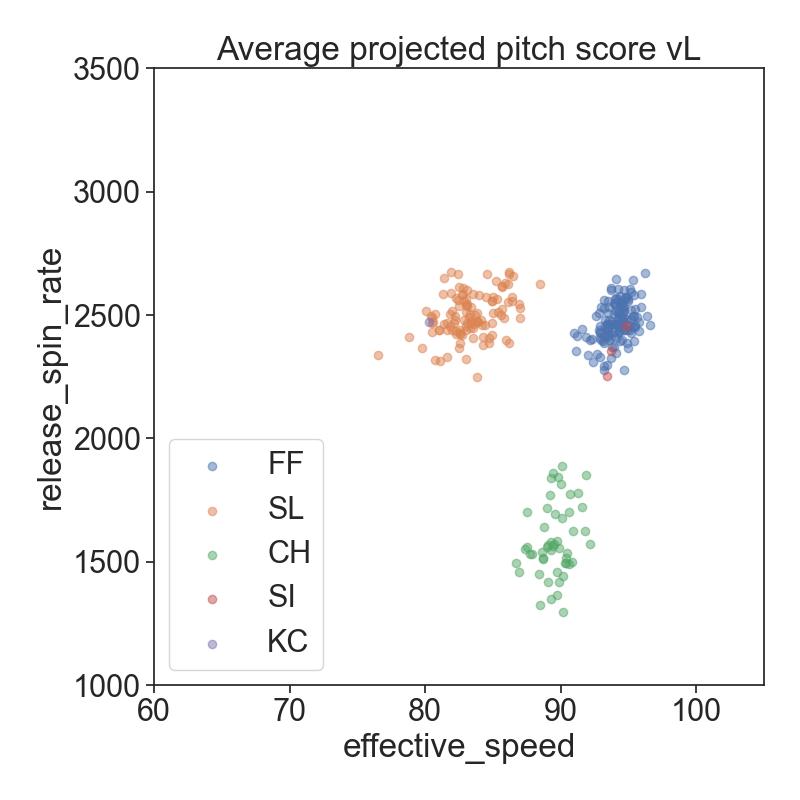 Average projected pitch score vL
3500
3000
2500
2000
1500
1000
release_spin_rate
FF
SL
CH
SI
KC
60
70
80
90
100
effective_speed